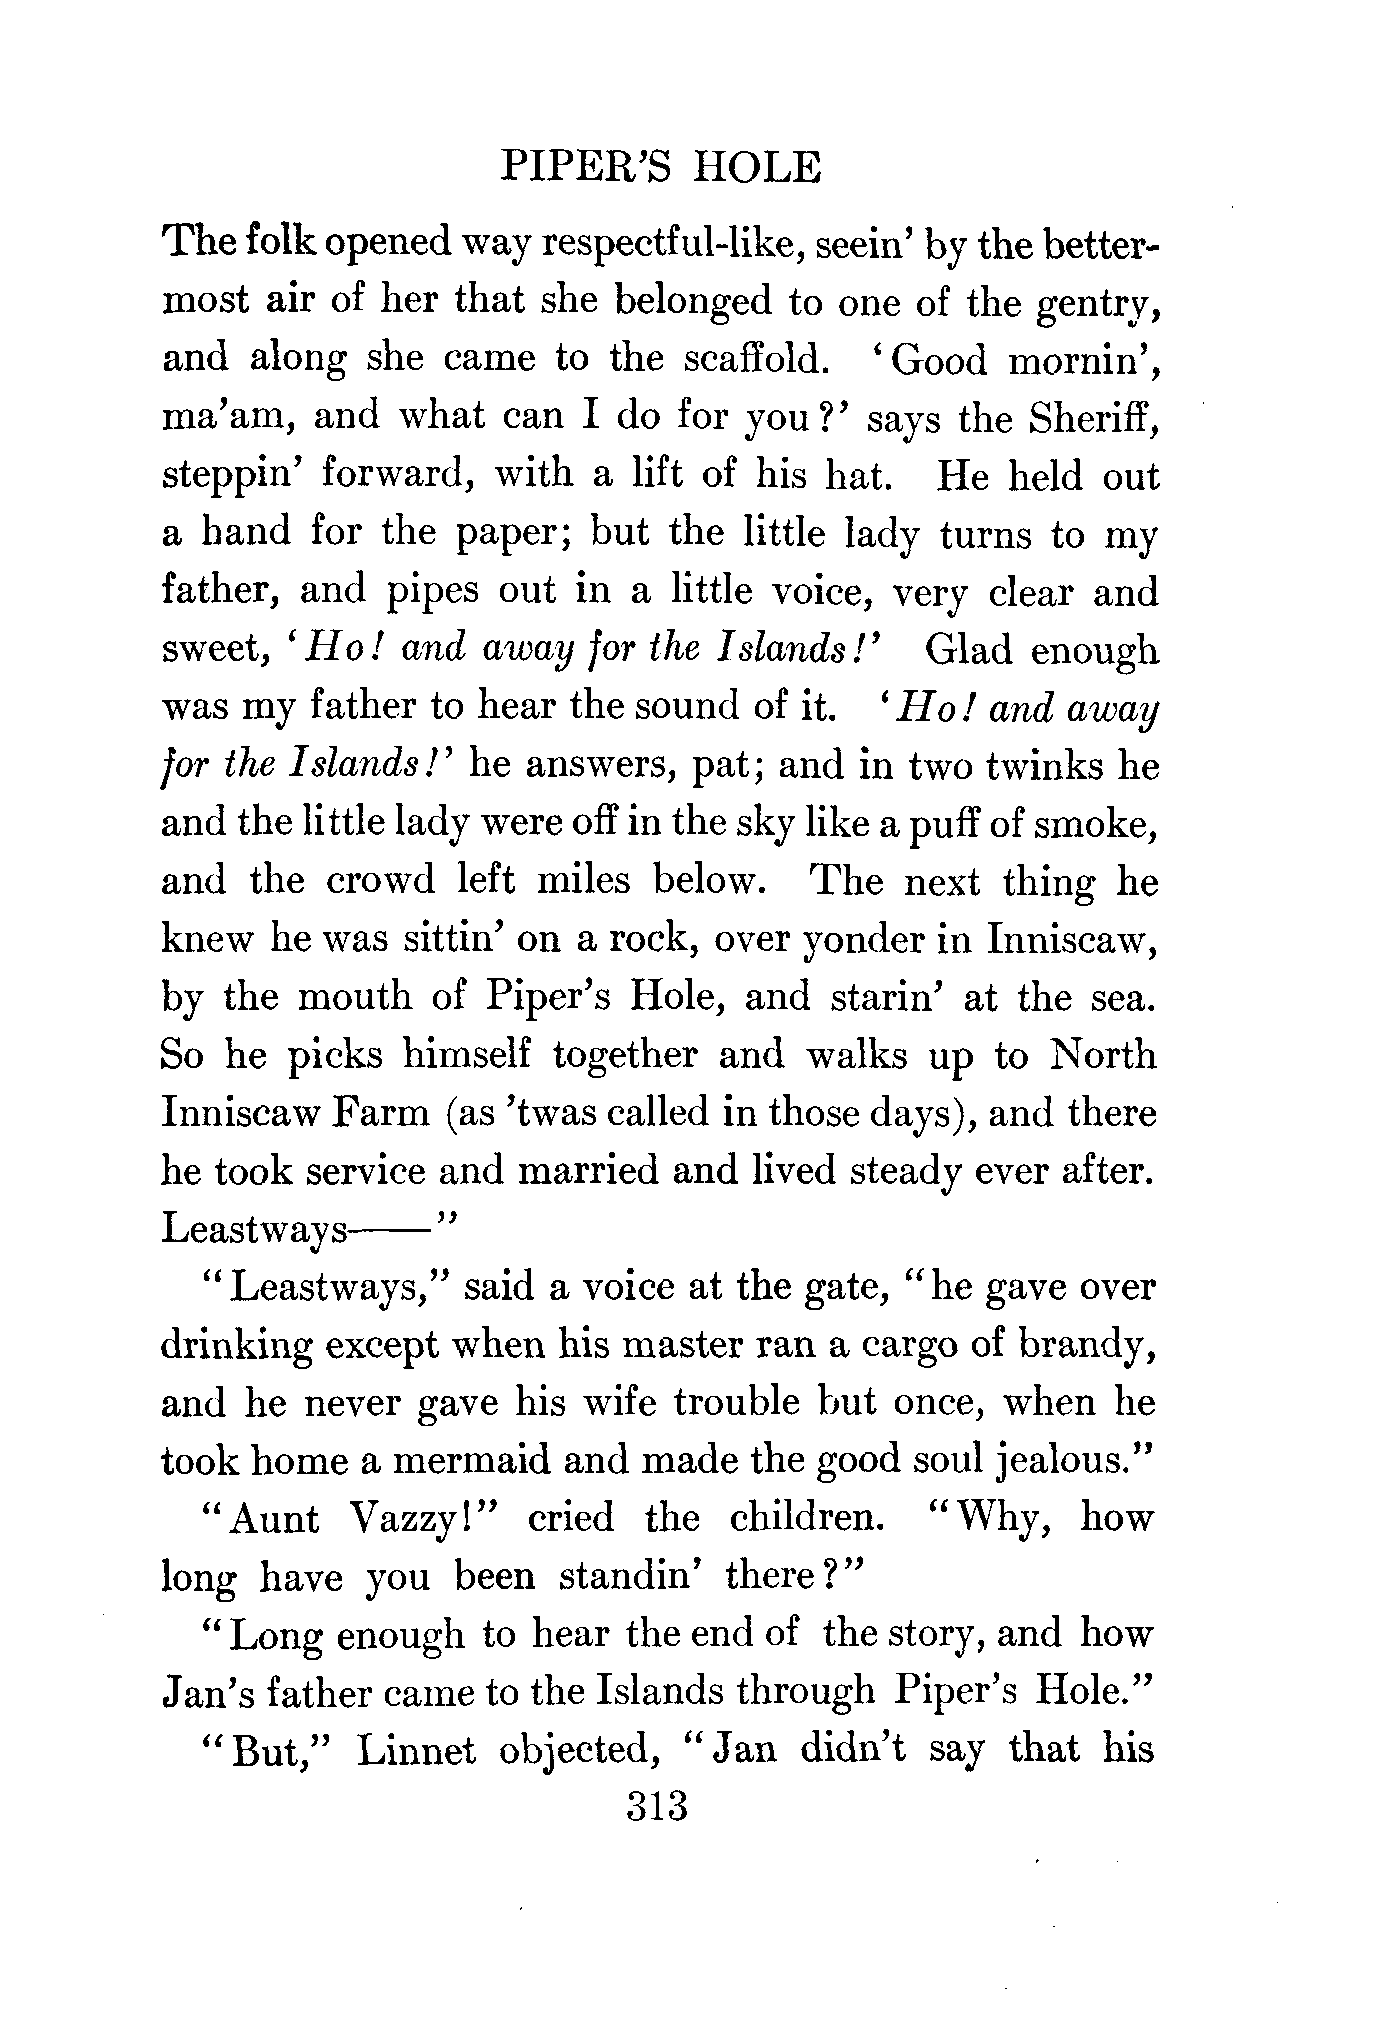 PIPER'S HOLE
The folk opened way respectful-like, seein' by the better-
most air of her that she belonged to one of the gentry,
and along she came to the scaffold. 'Good mornin',
ma'am, and what can I do for you?' says the Sheriff,
steppin' forward, with a lift of his hat. He held out
a hand for the paper; but the little lady turns to my
father, and pipes out in a little voice, very clear and
sweet, 'Ho! and away for the Islands!' Glad enough
was my father to hear the sound of it. 'Ho! and away
for the Islands!' he answers, pat; and in two twinks he
and the little lady were off in the sky like a puff of smoke,
and the crowd left miles below. The next thing he
knew he was sittin' on a rock, over yonder in Inniscaw,
by the mouth of Piper's Hole, and starin' at the sea.
So he picks himself together and walks up to North
Inniscaw Farm (as 'twas called in those days), and there
he took service and married and lived steady ever after.
Leastways——"
"Leastways," said a voice at the gate, "he gave over
drinking except when his master ran a cargo of brandy,
and he never gave his wife trouble but once, when he
took home a mermaid and made the good soul jealous."
"Aunt Vazzy!" cried the children. "Why, how
long have you been standin' there?"
"Long enough to hear the end of the story, and how
Jan's father came to the Islands through Piper's Hole."
"But," Linnet objected, "Jan didn't say that his
313